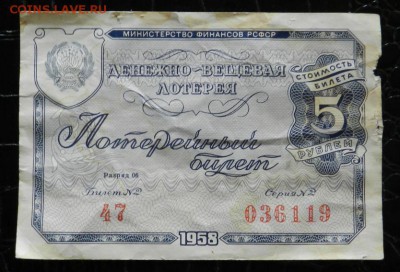 COINS.LAVE.RU
МИНИСТЕРСТВО ФИНАНСОВ РСФСР
ДЕНЕЖНО-ВЕЩЕВАЯ
ЛОТЕРЕЯ
СТОИМОСТЬ
БИЛЕТА
5
РУБЛЕЙ
Лотерейный
билет
Разряд 06
Билет №
47
Серия №
036119
1958